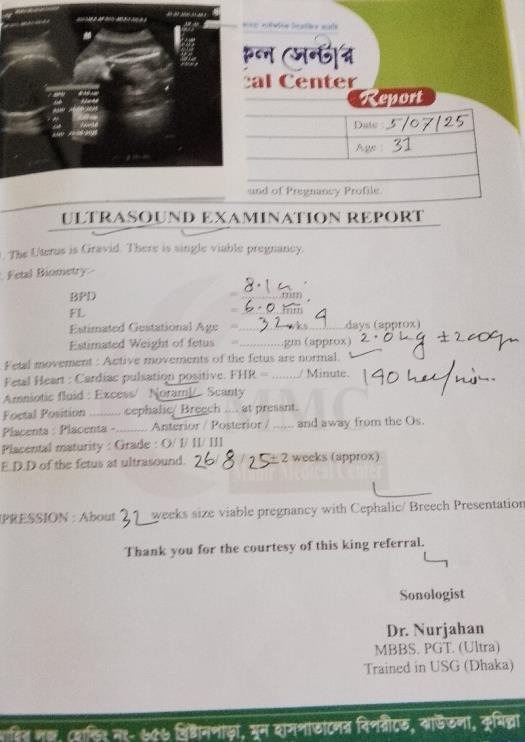 সেন্টার
cal Center
Report
Date : 5/07/25
Age : 31
und of Pregnancy Profile.
ULTRASOUND EXAMINATION REPORT
. The Uterus is Gravid. There is single viable pregnancy.
. Fetal Biometry:-
BPD = 8.1 ............mm
FL = 6.0 mm
Estimated Gestational Age = 32 wks ........days (approx)
Estimated Weight of fetus = ............gm (approx) 2.0 kg ± 200gm
Fetal movement : Active movements of the fetus are normal.
Fetal Heart : Cardiac pulsation positive. FHR = ......../ Minute. 140
Amniotic fluid : Excess/ Noraml/ Scanty
Foetal Position .......... cephalic/ Breech .... at present.
Placenta : Placenta -.......... Anterior / Posterior / ...... and away from the Os.
Placental maturity : Grade : O/ I/ II/ III
E.D.D of the fetus at ultrasound. 26/8/25 ± 2 weeks (approx)
MMC
Medical Center
PRESSION : About 32 weeks size viable pregnancy with Cephalic/ Breech Presentation
Thank you for the courtesy of this king referral.
Sonologist
Dr. Nurjahan
MBBS. PGT. (Ultra)
Trained in USG (Dhaka)
হোল্ডিং নং- ৬৫৬ খ্রিষ্টানপাড়া, মুন হাসপাতালের বিপরীতে, ঝাউতলা, কুমিল্লা